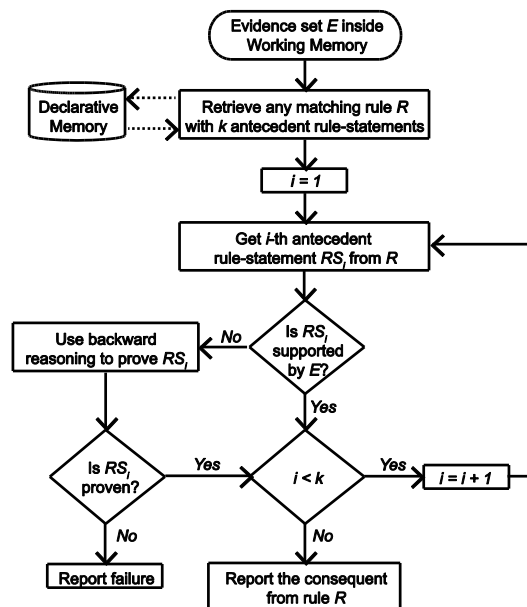 Evidence set E inside
Working Memory
Declarative
Memory
Retrieve any matching rule R
with k antecedent rule-statements
i = 1
Get i-th antecedent
rule-statement RSᵢ from R
Is RSᵢ
supported
by E?
No
Use backward
reasoning to prove RSᵢ
Yes
Is RSᵢ
proven?
Yes
i < k
Yes
i = i + 1
No
No
Report failure
Report the consequent
from rule R